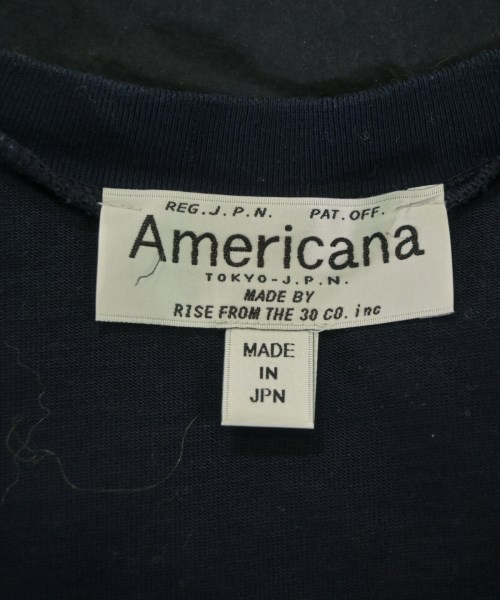 REG.J.P.N. PAT.OFF.
Americana
TOKYO-J.P.N.
MADE BY
RISE FROM THE 30 CO. inc
MADE
IN
JPN